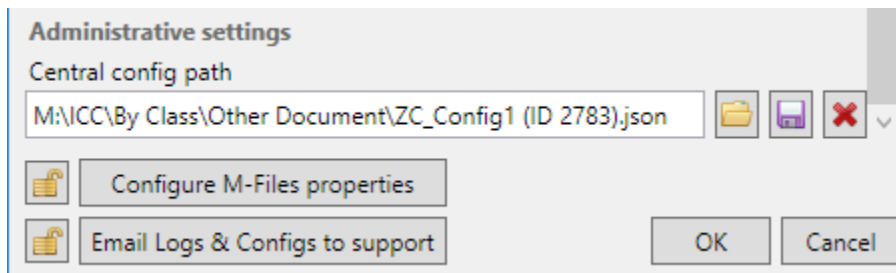 Administrative settings
Central config path
M:\ICC\By Class\Other Document\ZC_Config1 (ID 2783).json
Configure M-Files properties
Email Logs & Configs to support
OK
Cancel